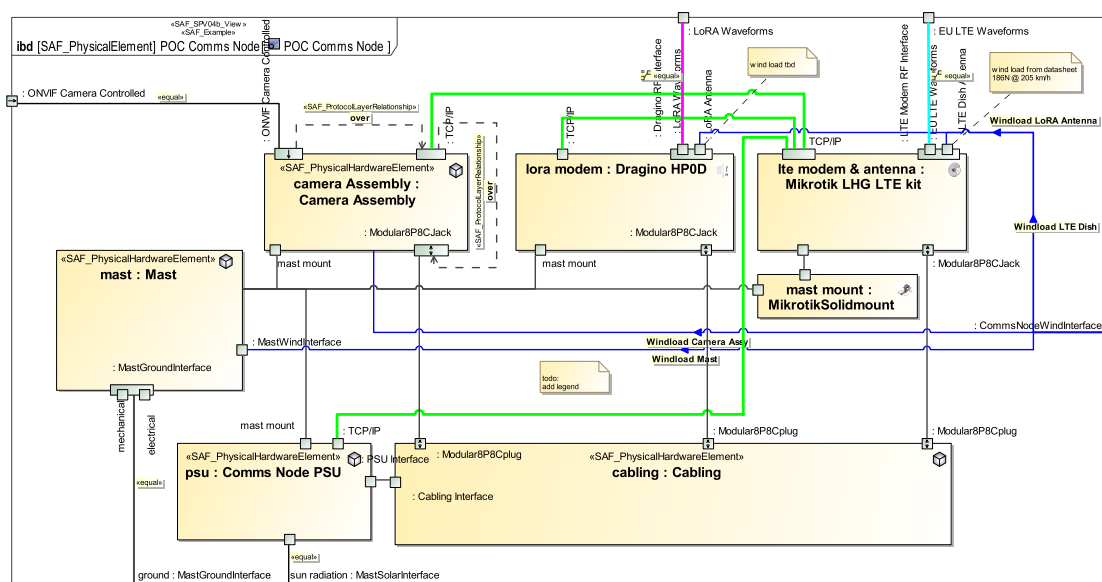 «SAF_SPV04b_View »
«SAF_Example»
ibd [SAF_PhysicalElement] POC Comms Node [ POC Comms Node ]
: LoRA Waveforms
: EU LTE Waveforms
: ONVIF Camera Controlled
«equal»
: ONVIF Camera Controlled
«SAF_ProtocolLayerRelationship»
over
: TCP/IP
«SAF_ProtocolLayerRelationship»
over
: TCP/IP
: Dragino RF Interface
«equal»
: LoRA Waveforms
: LoRA Antenna
wind load tbd
: TCP/IP
: LTE Modem RF Interface
«equal»
: EU LTE Waveforms
: LTE Dish Antenna
wind load from datasheet
186N @ 205 km/h
Windload LoRA Antenna
«SAF_PhysicalHardwareElement»
camera Assembly :
Camera Assembly
: Modular8P8CJack
mast mount
lora modem : Dragino HP0D
: Modular8P8CJack
mast mount
lte modem & antenna :
Mikrotik LHG LTE kit
: Modular8P8CJack
Windload LTE Dish
mast mount :
MikrotikSolidmount
«SAF_PhysicalHardwareElement»
mast : Mast
: MastWindInterface
: MastGroundInterface
mechanical
electrical
: CommsNodeWindInterface
Windload Camera Assy
Windload Mast
todo:
add legend
mast mount
: TCP/IP
«SAF_PhysicalHardwareElement»
psu : Comms Node PSU
: PSU Interface
: Modular8P8Cplug
: Modular8P8Cplug
: Modular8P8Cplug
«SAF_PhysicalHardwareElement»
cabling : Cabling
: Cabling Interface
«equal»
«equal»
ground : MastGroundInterface
sun radiation : MastSolarInterface